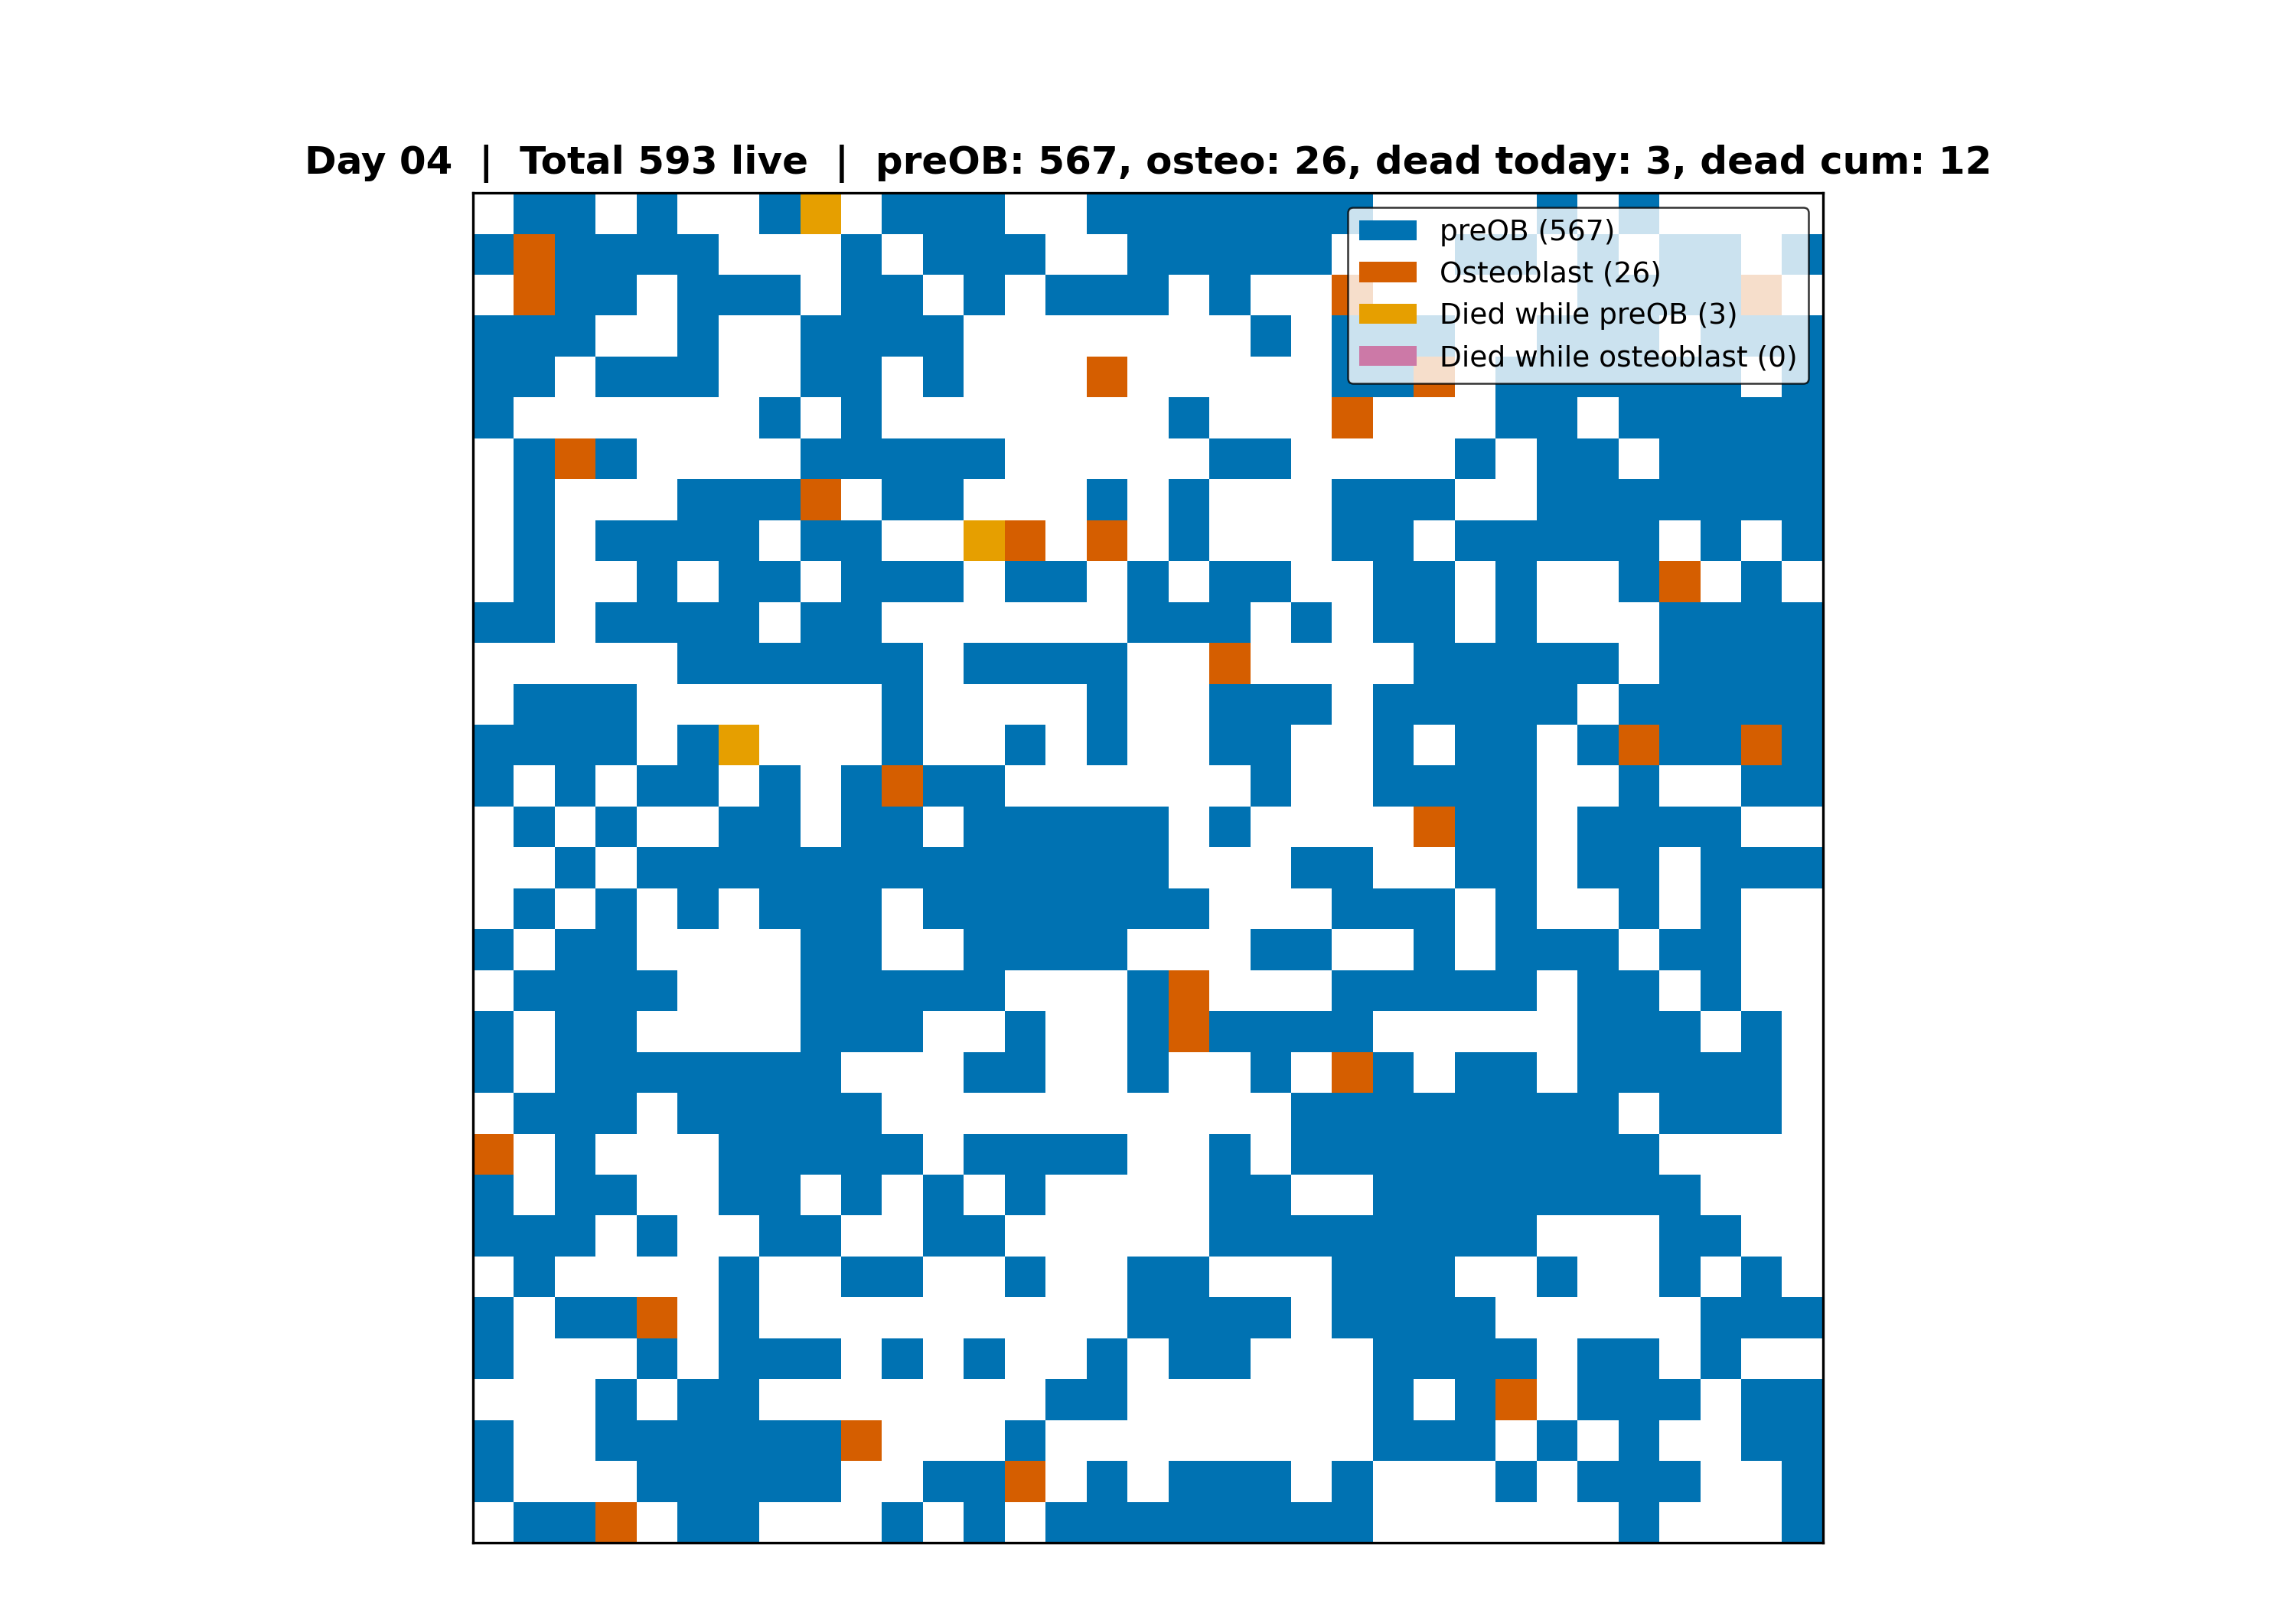 Day 04 | Total 593 live | preOB: 567, osteo: 26, dead today: 3, dead cum: 12
preOB (567)
Osteoblast (26)
Died while preOB (3)
Died while osteoblast (0)